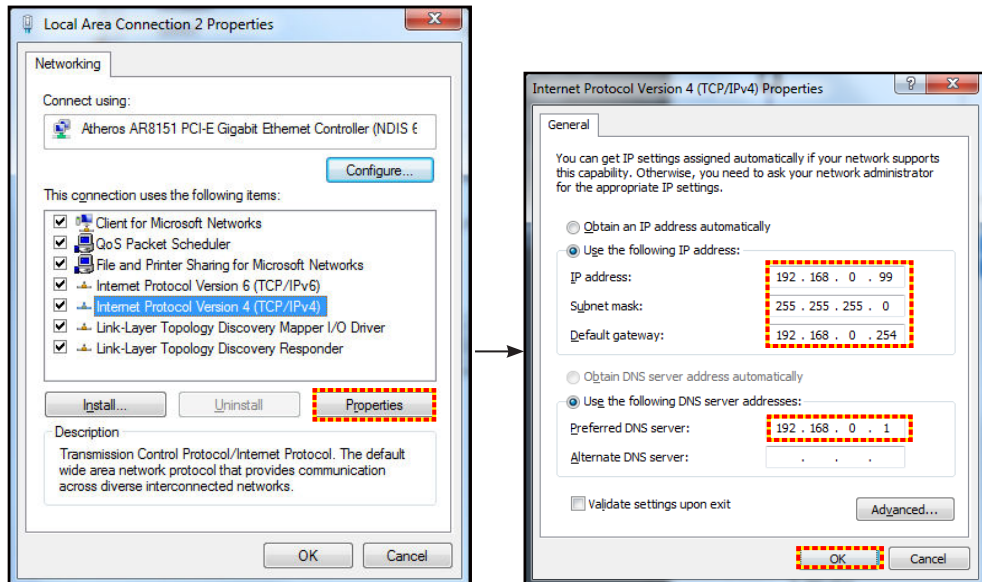 Local Area Connection 2 Properties
Networking
Connect using:
Atheros AR8151 PCI-E Gigabit Ethernet Controller (NDIS 6
Configure...
This connection uses the following items:
Client for Microsoft Networks
QoS Packet Scheduler
File and Printer Sharing for Microsoft Networks
Internet Protocol Version 6 (TCP/IPv6)
Internet Protocol Version 4 (TCP/IPv4)
Link-Layer Topology Discovery Mapper I/O Driver
Link-Layer Topology Discovery Responder
Install...
Uninstall
Properties
Description
Transmission Control Protocol/Internet Protocol. The default
wide area network protocol that provides communication
across diverse interconnected networks.
OK
Cancel
Internet Protocol Version 4 (TCP/IPv4) Properties
?
General
You can get IP settings assigned automatically if your network supports
this capability. Otherwise, you need to ask your network administrator
for the appropriate IP settings.
Obtain an IP address automatically
Use the following IP address:
IP address: 192 . 168 . 0 . 99
Subnet mask: 255 . 255 . 255 . 0
Default gateway: 192 . 168 . 0 . 254
Obtain DNS server address automatically
Use the following DNS server addresses:
Preferred DNS server: 192 . 168 . 0 . 1
Alternate DNS server: . . .
Validate settings upon exit
Advanced...
OK
Cancel